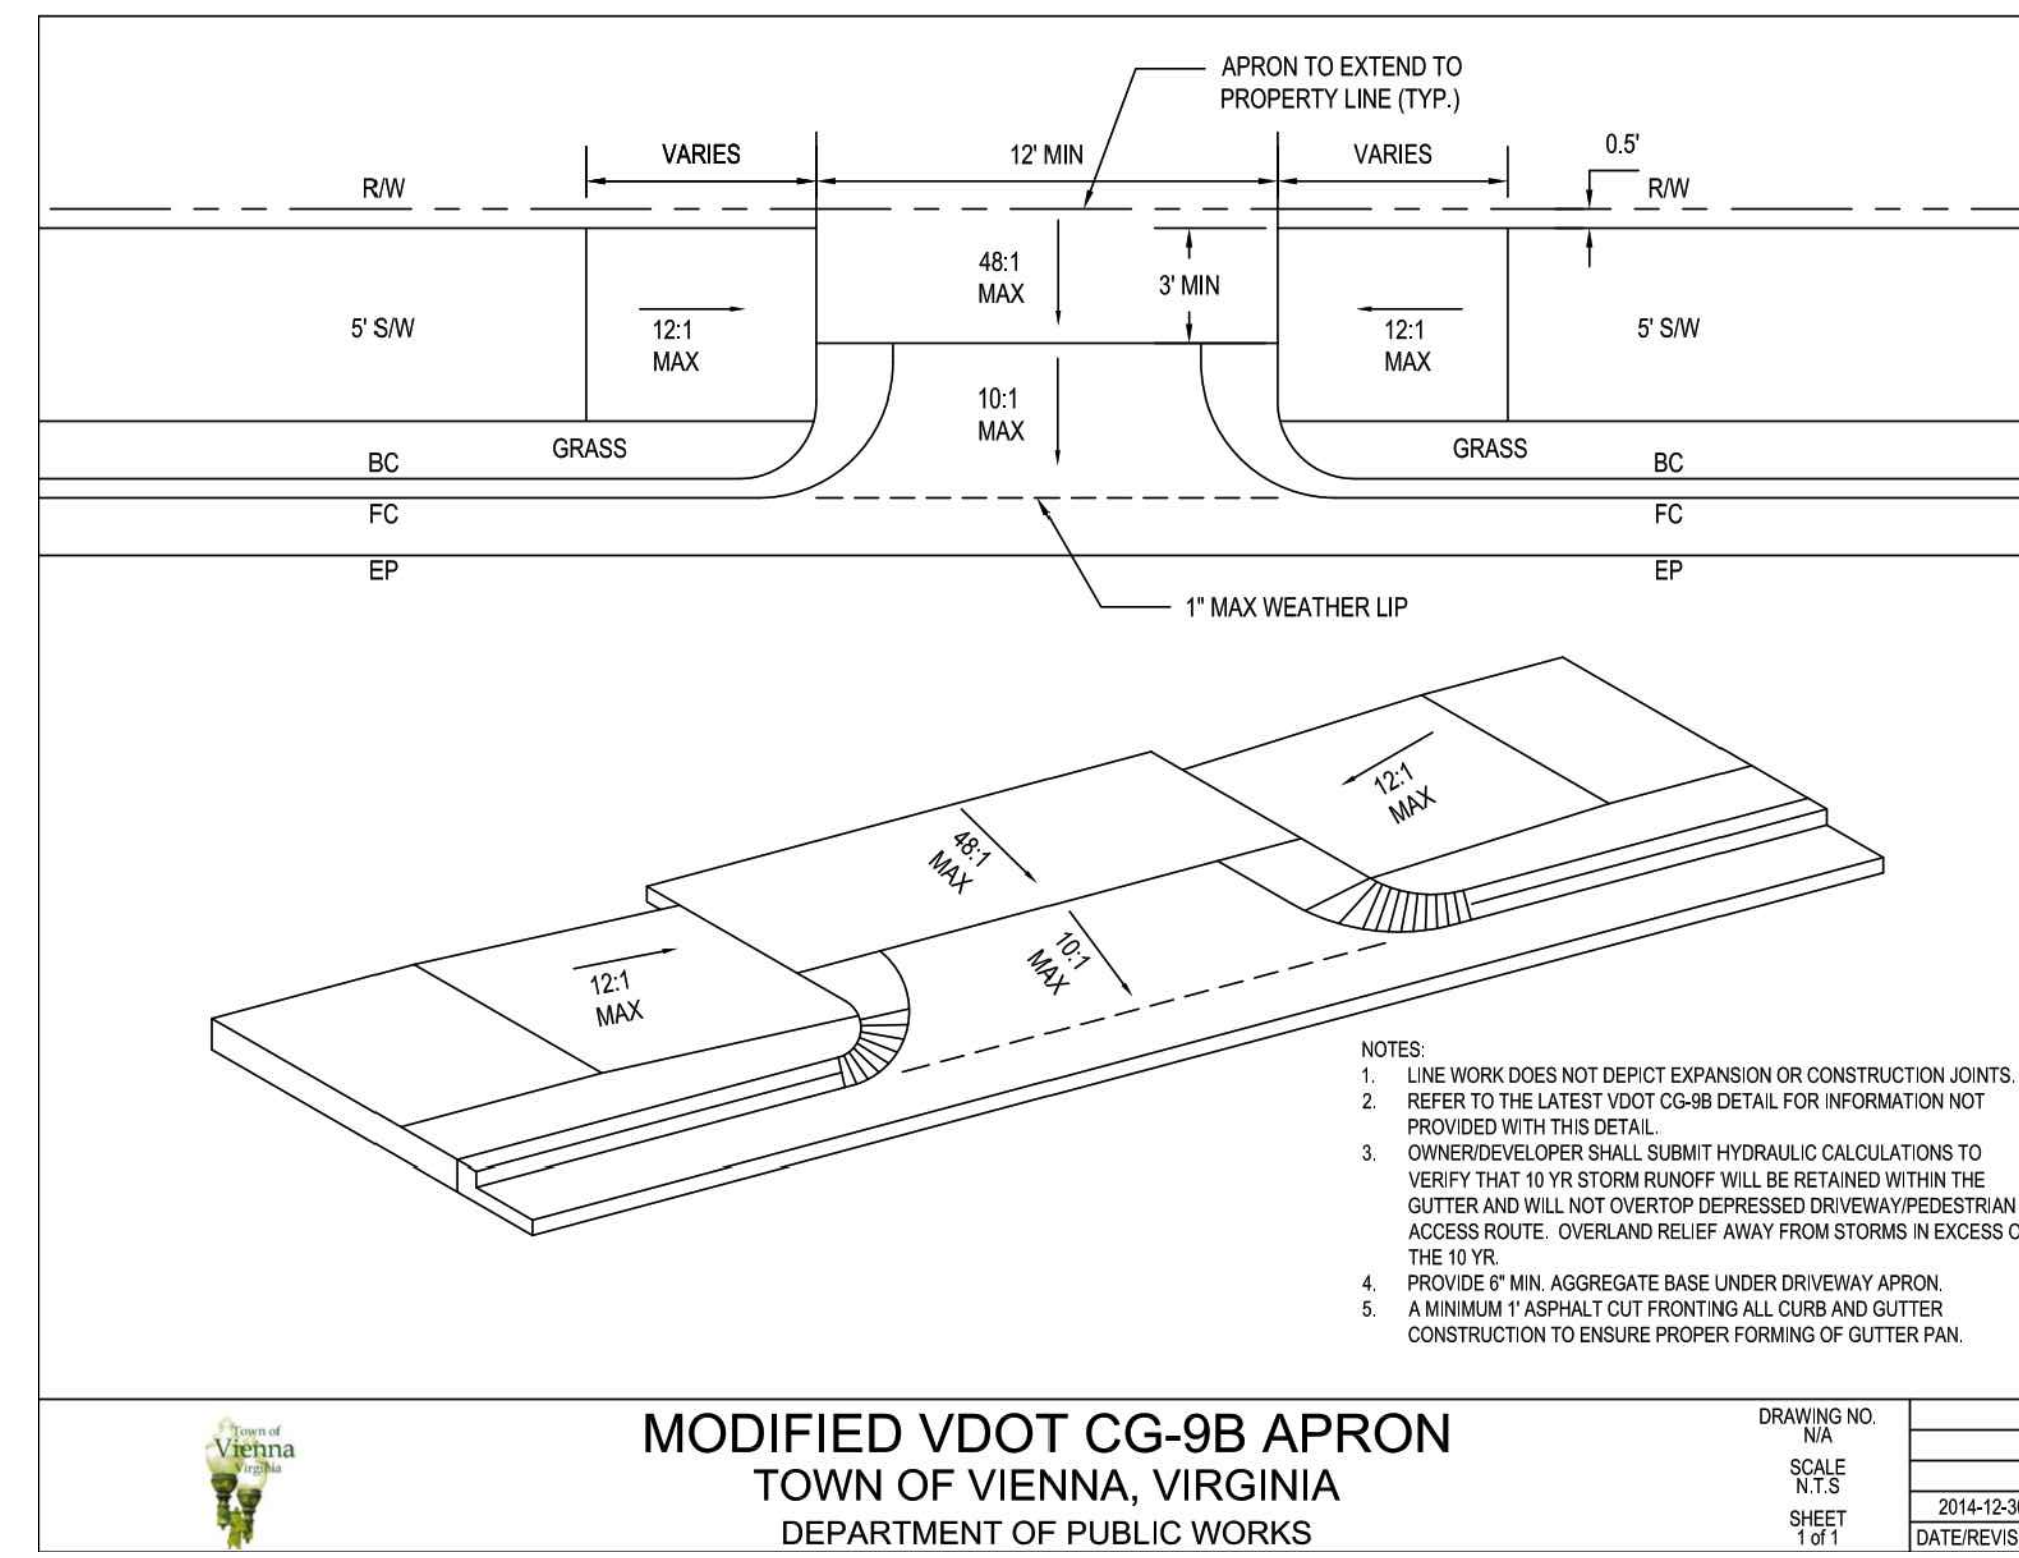 APRON TO EXTEND TO
PROPERTY LINE (TYP.)
VARIES
12' MIN
VARIES
0.5'
R/W
R/W
48:1
MAX
3' MIN
5' S/W
12:1
MAX
12:1
MAX
5' S/W
10:1
MAX
GRASS
GRASS
BC
BC
FC
FC
EP
EP
1" MAX WEATHER LIP
12:1
MAX
48:1
MAX
10:1
MAX
12:1
MAX
NOTES:
1. LINE WORK DOES NOT DEPICT EXPANSION OR CONSTRUCTION JOINTS.
2. REFER TO THE LATEST VDOT CG-9B DETAIL FOR INFORMATION NOT
PROVIDED WITH THIS DETAIL.
3. OWNER/DEVELOPER SHALL SUBMIT HYDRAULIC CALCULATIONS TO
VERIFY THAT 10 YR STORM RUNOFF WILL BE RETAINED WITHIN THE
GUTTER AND WILL NOT OVERTOP DEPRESSED DRIVEWAY/PEDESTRIAN
ACCESS ROUTE. OVERLAND RELIEF AWAY FROM STORMS IN EXCESS
THE 10 YR.
4. PROVIDE 6" MIN. AGGREGATE BASE UNDER DRIVEWAY APRON.
5. A MINIMUM 1' ASPHALT CUT FRONTING ALL CURB AND GUTTER
CONSTRUCTION TO ENSURE PROPER FORMING OF GUTTER PAN.
Town of
Vienna
Virginia
MODIFIED VDOT CG-9B APRON
TOWN OF VIENNA, VIRGINIA
DEPARTMENT OF PUBLIC WORKS
DRAWING NO.
N/A
SCALE
N.T.S
SHEET
1 of 1
2014-12-3
DATE/REVIS